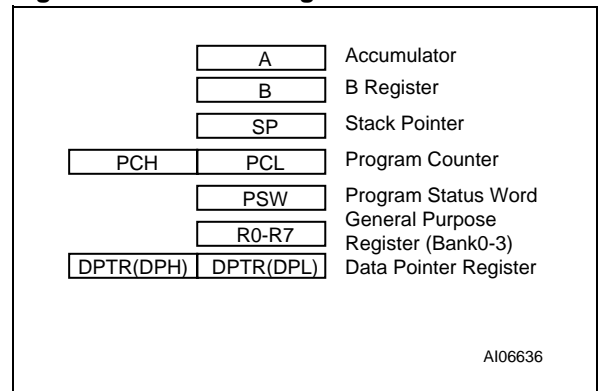 A Accumulator
B B Register
SP Stack Pointer
PCH PCL Program Counter
PSW Program Status Word
R0-R7 General Purpose
Register (Bank0-3)
DPTR(DPH) DPTR(DPL) Data Pointer Register
AI06636